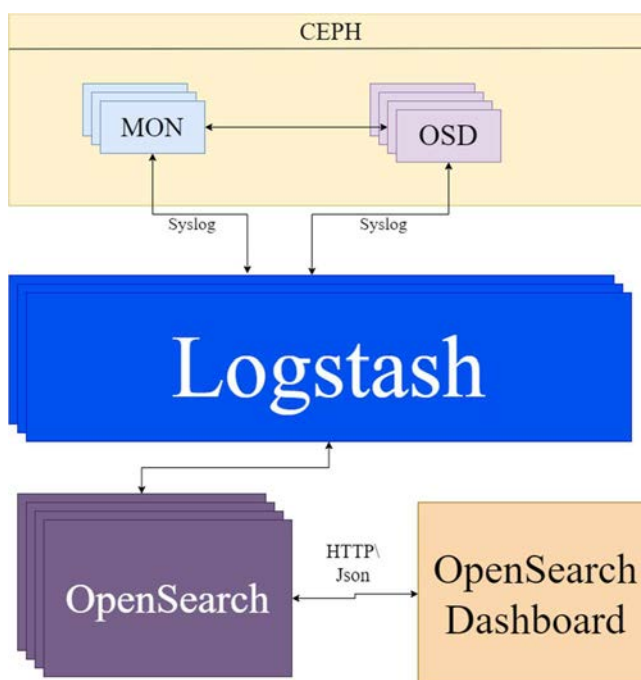 CEPH
MON
OSD
Syslog
Syslog
Logstash
OpenSearch
HTTP\
Json
OpenSearch
Dashboard